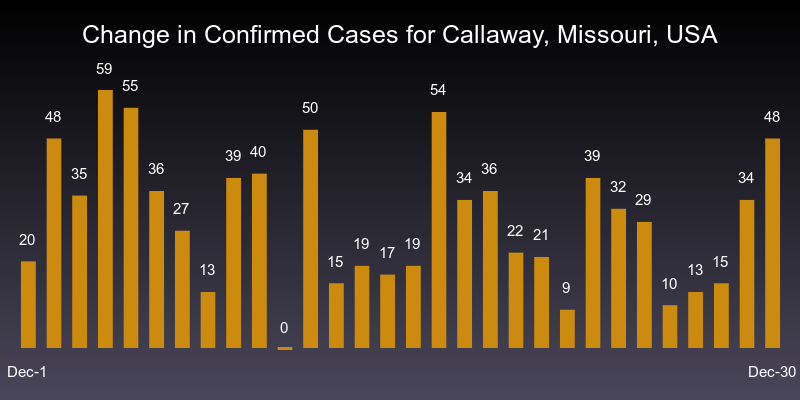 Change in Confirmed Cases for Callaway, Missouri, USA
20 48 35 59 55 36 27 13 39 40 0 50 15 19 17 19 54 34 36 22 21 9 39 32 29 10 13 15 34 48
Dec-1 Dec-30